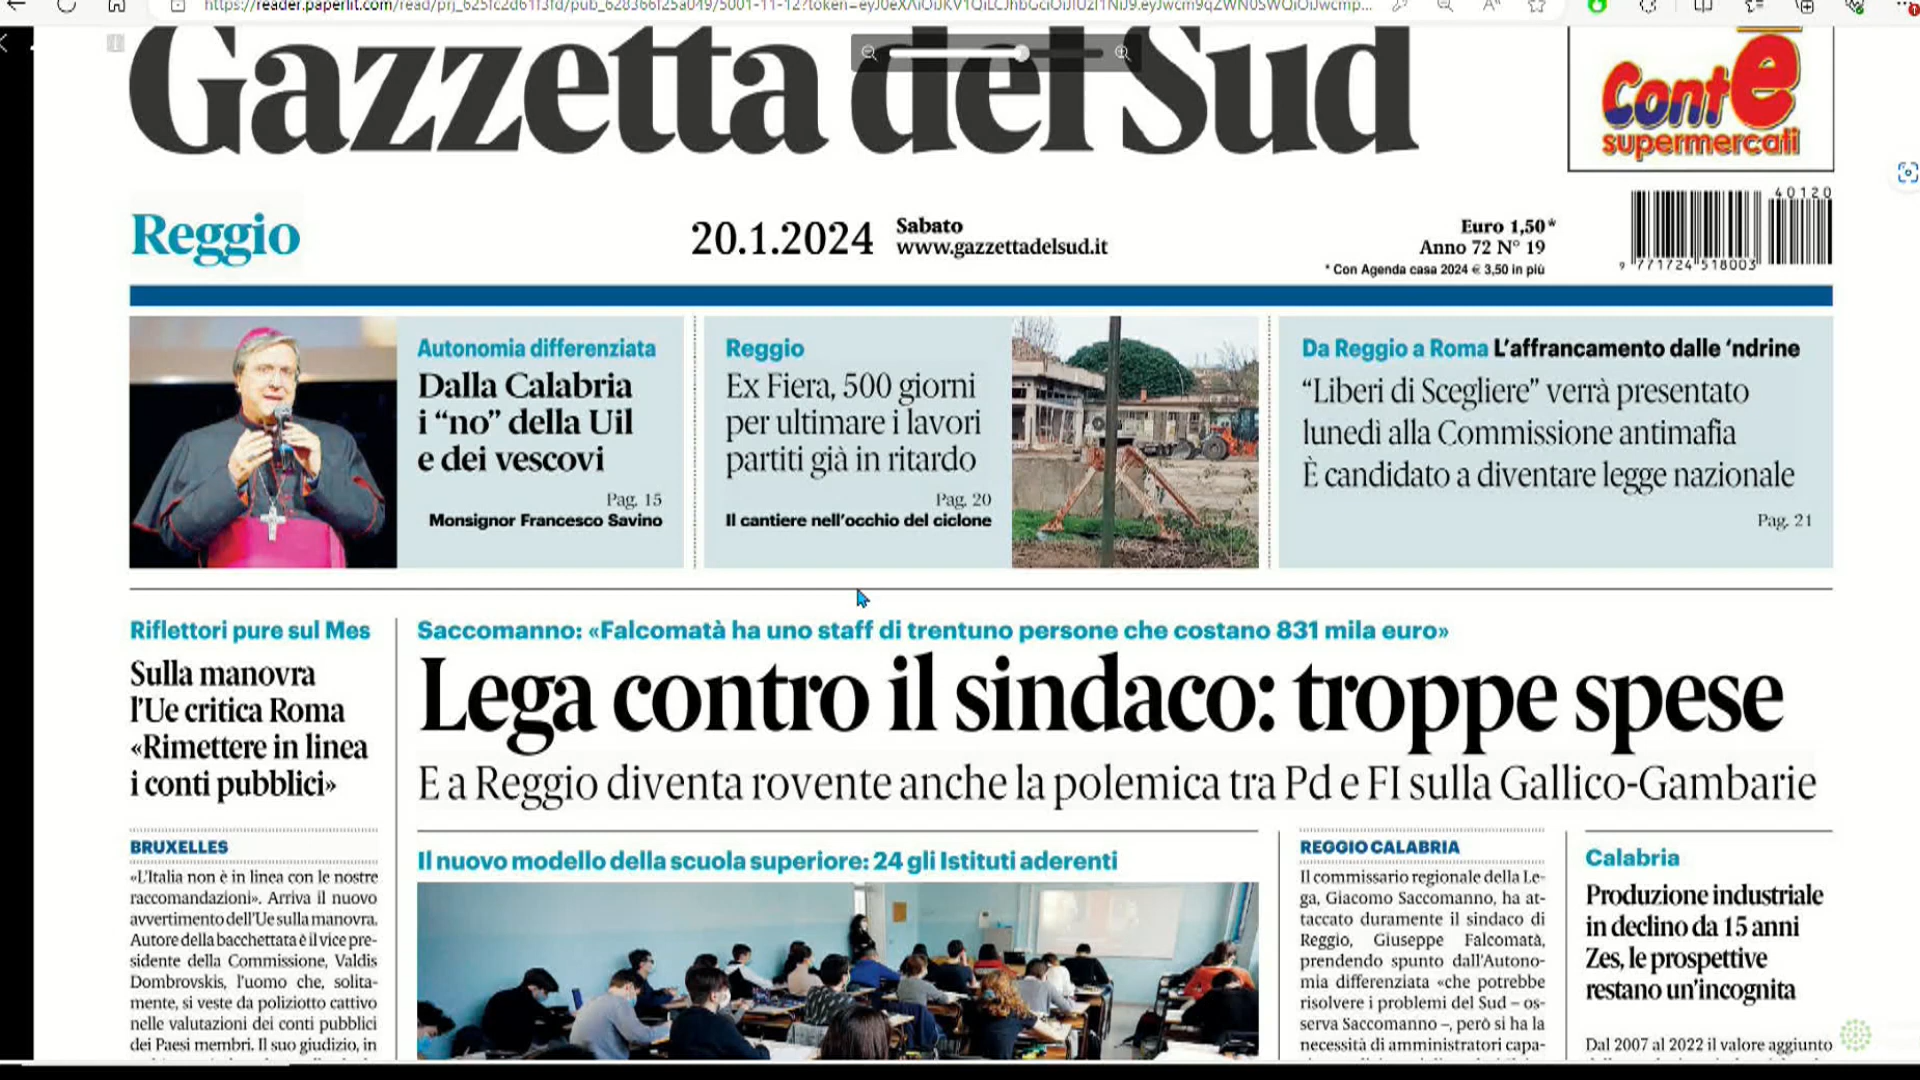 Gazzetta del Sud
Contè
supermercati
Reggio
20.1.2024
Sabato
www.gazzettadelsud.it
Euro 1,50*
Anno 72 N° 19
* Con Agenda casa 2024 € 3,50 in più
40120
9 771724 518003
Autonomia differenziata
Dalla Calabria
i “no” della Uil
e dei vescovi
Pag. 15
Monsignor Francesco Savino
Reggio
Ex Fiera, 500 giorni
per ultimare i lavori
partiti già in ritardo
Pag. 20
Il cantiere nell’occhio del ciclone
Da Reggio a Roma L’affrancamento dalle ‘ndrine
“Liberi di Scegliere” verrà presentato
lunedì alla Commissione antimafia
È candidato a diventare legge nazionale
Pag. 21
Riflettori pure sul Mes
Sulla manovra
l’Ue critica Roma
«Rimettere in linea
i conti pubblici»
BRUXELLES
«L’Italia non è in linea con le nostre
raccomandazioni». Arriva il nuovo
avvertimento dell’Ue sulla manovra.
Autore della bacchettata è il vice pre-
sidente della Commissione, Valdis
Dombrovskis, l’uomo che, solita-
mente, si veste da poliziotto cattivo
nelle valutazioni dei conti pubblici
dei Paesi membri. Il suo giudizio, in
Saccomanno: «Falcomatà ha uno staff di trentuno persone che costano 831 mila euro»
Lega contro il sindaco: troppe spese
E a Reggio diventa rovente anche la polemica tra Pd e FI sulla Gallico-Gambarie
Il nuovo modello della scuola superiore: 24 gli Istituti aderenti
REGGIO CALABRIA
Il commissario regionale della Le-
ga, Giacomo Saccomanno, ha at-
taccato duramente il sindaco di
Reggio, Giuseppe Falcomatà,
prendendo spunto dall’Autono-
mia differenziata «che potrebbe
risolvere i problemi del Sud – os-
serva Saccomanno –, però si ha la
necessità di amministratori capa-
Calabria
Produzione industriale
in declino da 15 anni
Zes, le prospettive
restano un’incognita
Dal 2007 al 2022 il valore aggiunto